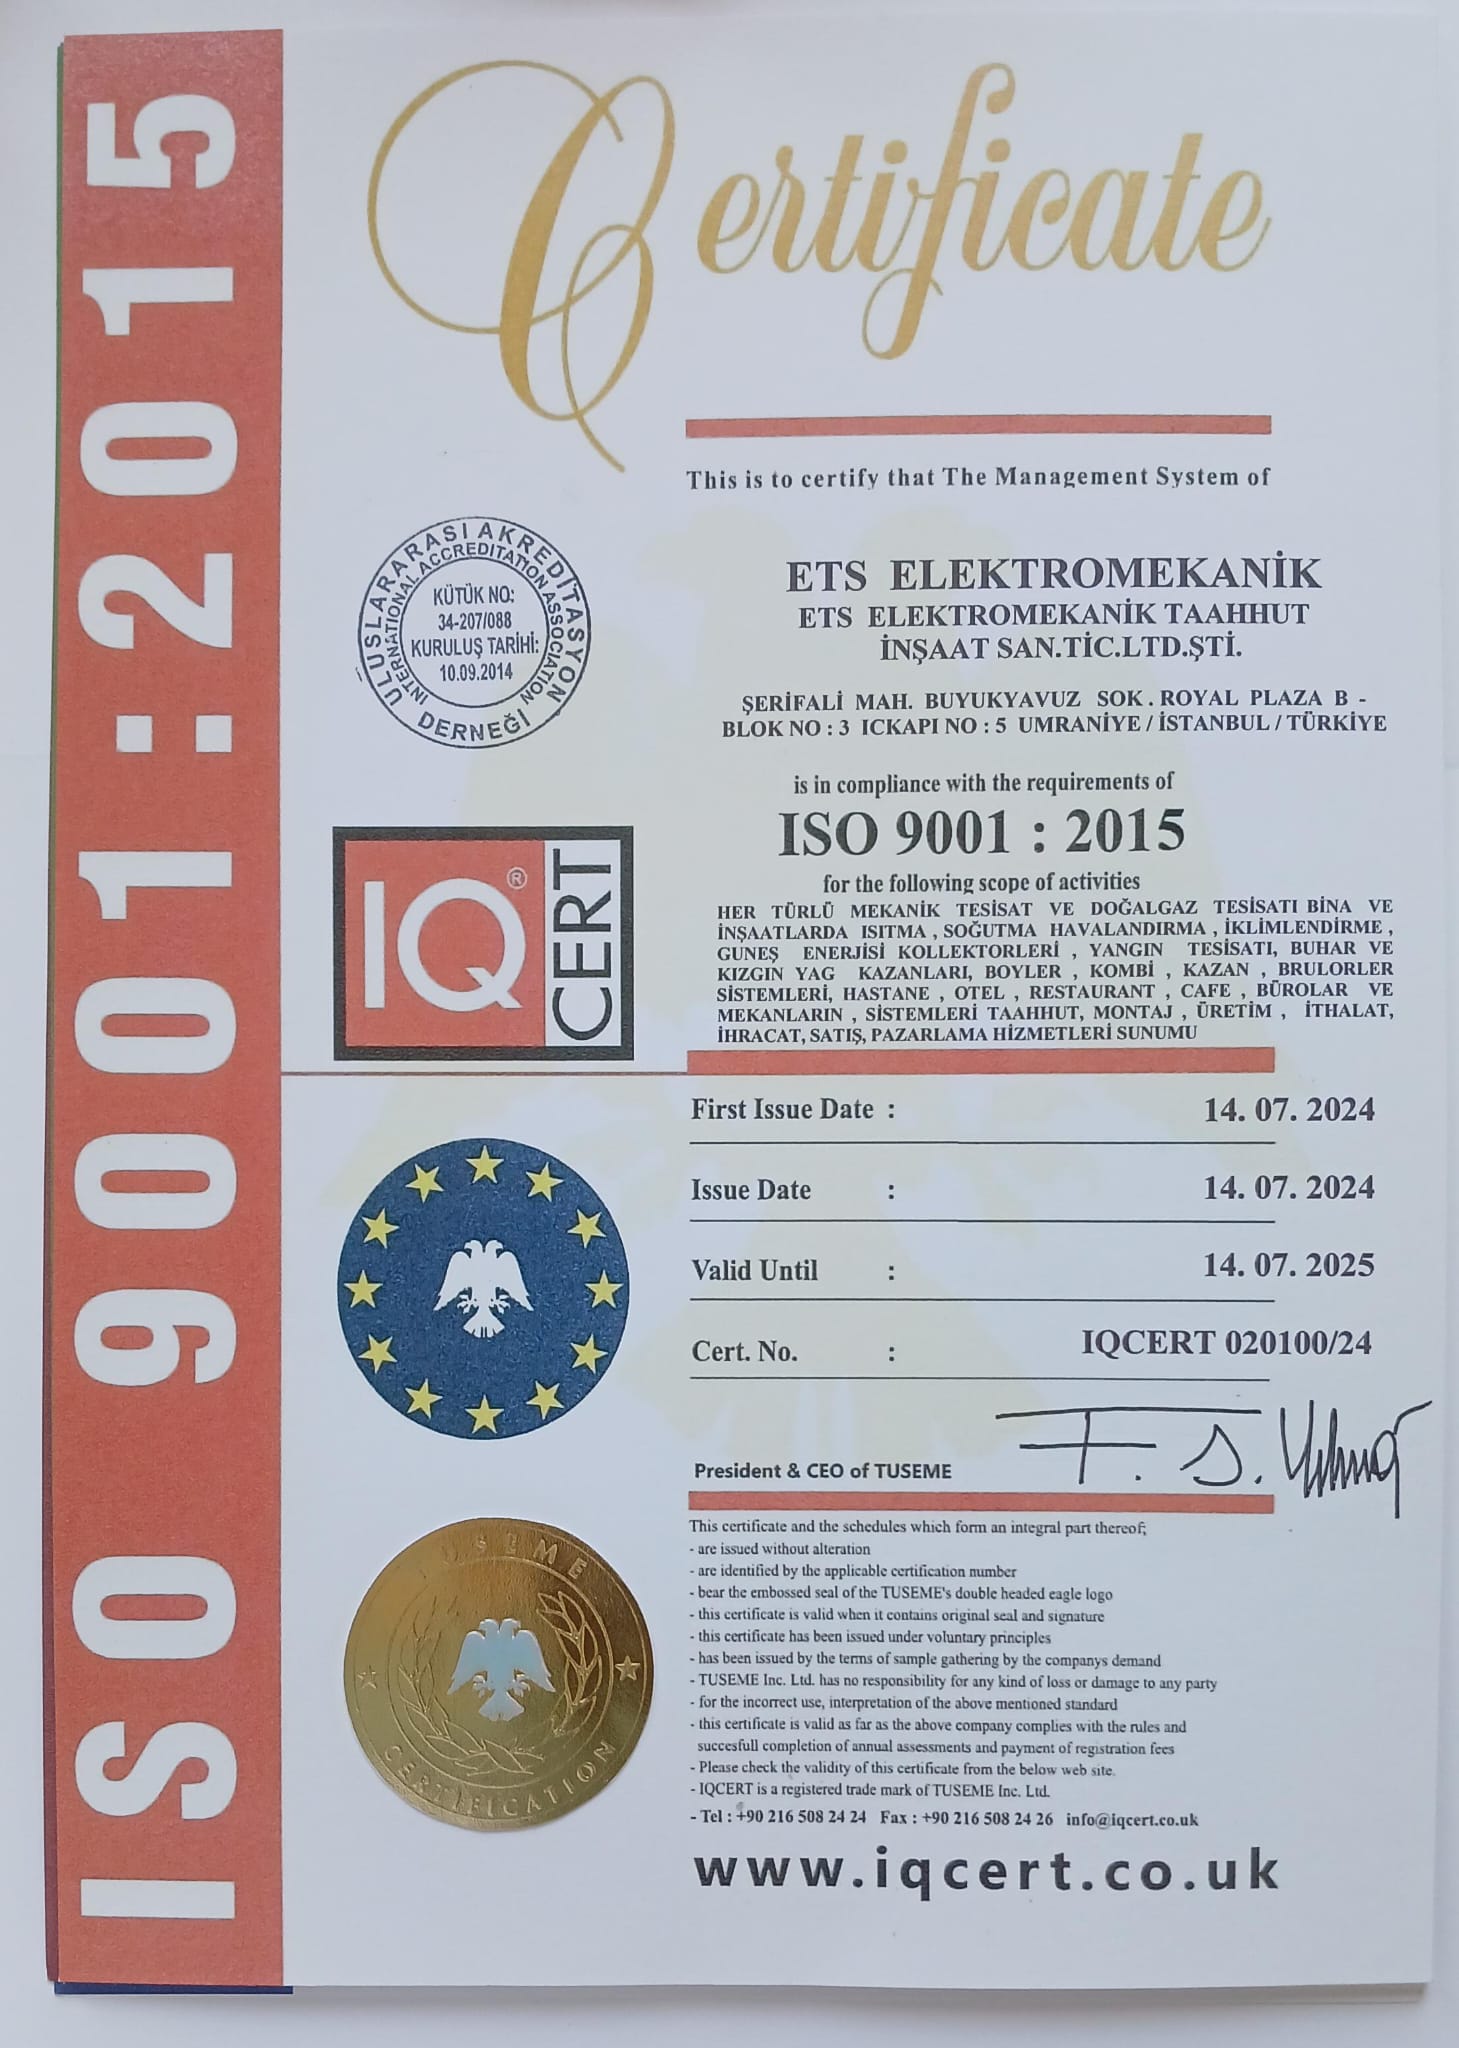 ISO 9001:2015
Certificate
This is to certify that The Management System of
ULUSLARARASI AKREDİTASYON DERNEĞİ
INTERNATIONAL ACCREDITATION ASSOCIATION
KÜTÜK NO:
34-207/088
KURULUŞ TARİHİ:
10.09.2014
ETS ELEKTROMEKANİK
ETS ELEKTROMEKANİK TAAHHUT
İNŞAAT SAN.TİC.LTD.ŞTİ.
ŞERİFALİ MAH. BUYUKYAVUZ SOK. ROYAL PLAZA B -
BLOK NO : 3 ICKAPI NO : 5 UMRANİYE / İSTANBUL / TÜRKİYE
is in compliance with the requirements of
ISO 9001 : 2015
for the following scope of activities
HER TÜRLÜ MEKANİK TESİSAT VE DOĞALGAZ TESİSATI BİNA VE
İNŞAATLARDA ISITMA , SOĞUTMA HAVALANDIRMA , İKLİMLENDİRME ,
GUNEŞ ENERJİSİ KOLLEKTORLERİ , YANGIN TESİSATI, BUHAR VE
KIZGIN YAG KAZANLARI, BOYLER , KOMBİ , KAZAN , BRULORLER
SİSTEMLERİ, HASTANE , OTEL , RESTAURANT , CAFE , BÜROLAR VE
MEKANLARIN , SİSTEMLERİ TAAHHUT, MONTAJ , ÜRETİM , İTHALAT,
İHRACAT, SATIŞ, PAZARLAMA HİZMETLERİ SUNUMU
IQ® CERT
First Issue Date : 14. 07. 2024
Issue Date : 14. 07. 2024
Valid Until : 14. 07. 2025
Cert. No. : IQCERT 020100/24
President & CEO of TUSEME
This certificate and the schedules which form an integral part thereof;
- are issued without alteration
- are identified by the applicable certification number
- bear the embossed seal of the TUSEME's double headed eagle logo
- this certificate is valid when it contains original seal and signature
- this certificate has been issued under voluntary principles
- has been issued by the terms of sample gathering by the companys demand
- TUSEME Inc. Ltd. has no responsibility for any kind of loss or damage to any party
- for the incorrect use, interpretation of the above mentioned standard
- this certificate is valid as far as the above company complies with the rules and
succesfull completion of annual assessments and payment of registration fees
- Please check the validity of this certificate from the below web site.
- IQCERT is a registered trade mark of TUSEME Inc. Ltd.
- Tel : +90 216 508 24 24 Fax : +90 216 508 24 26 info@iqcert.co.uk
www.iqcert.co.uk
TUSEME
CERTIFICATION